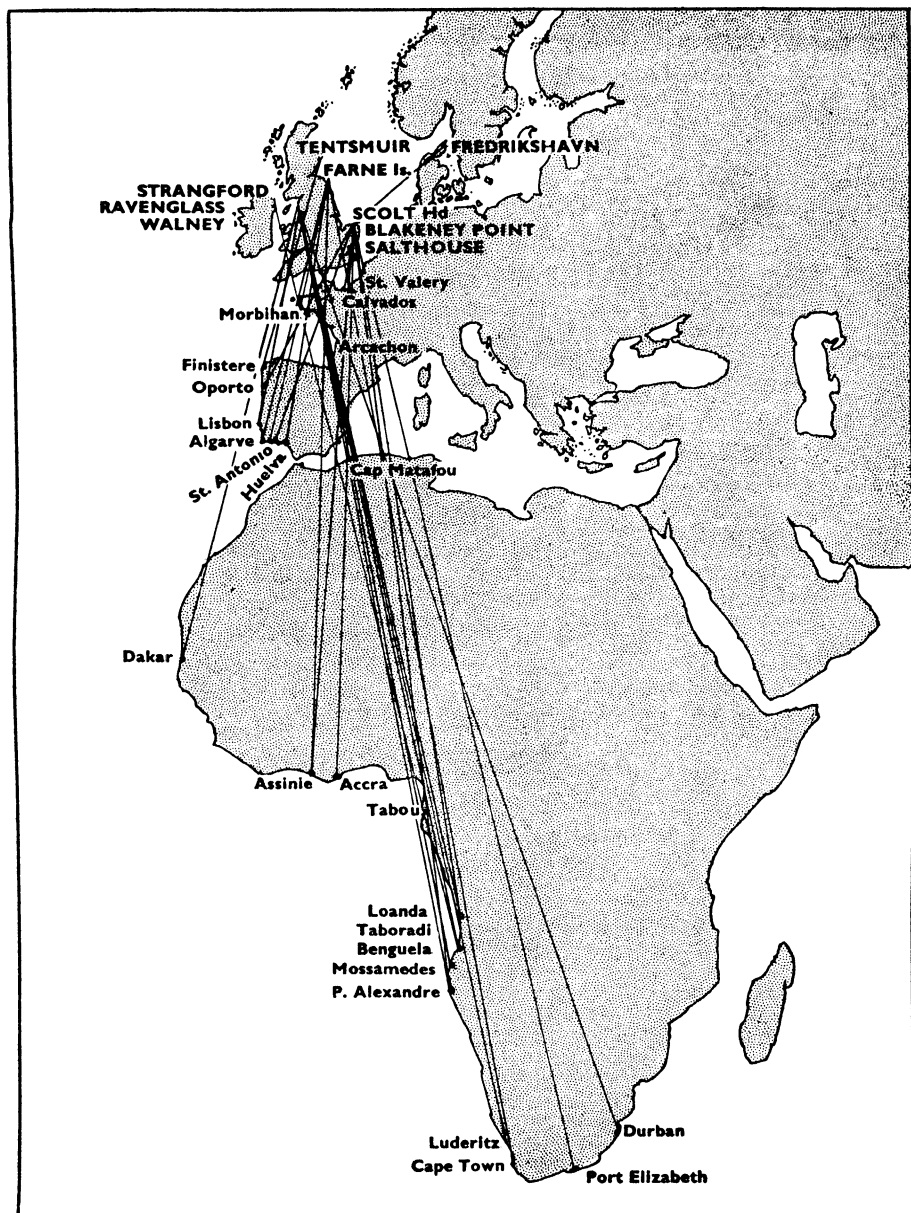 TENTSMUIR
FREDRIKSHAVN
FARNE Is.
STRANGFORD
RAVENGLASS
WALNEY
SCOLT Hd
BLAKENEY POINT
SALTHOUSE
St. Valery
Calvados
Morbihan
Arcachon
Finistere
Oporto
Lisbon
Algarve
St. Antonio
Huelva
Cap Matafou
Dakar
Assinie
Accra
Tabou
Loanda
Taboradi
Benguela
Mossamedes
P. Alexandre
Luderitz
Durban
Cape Town
Port Elizabeth